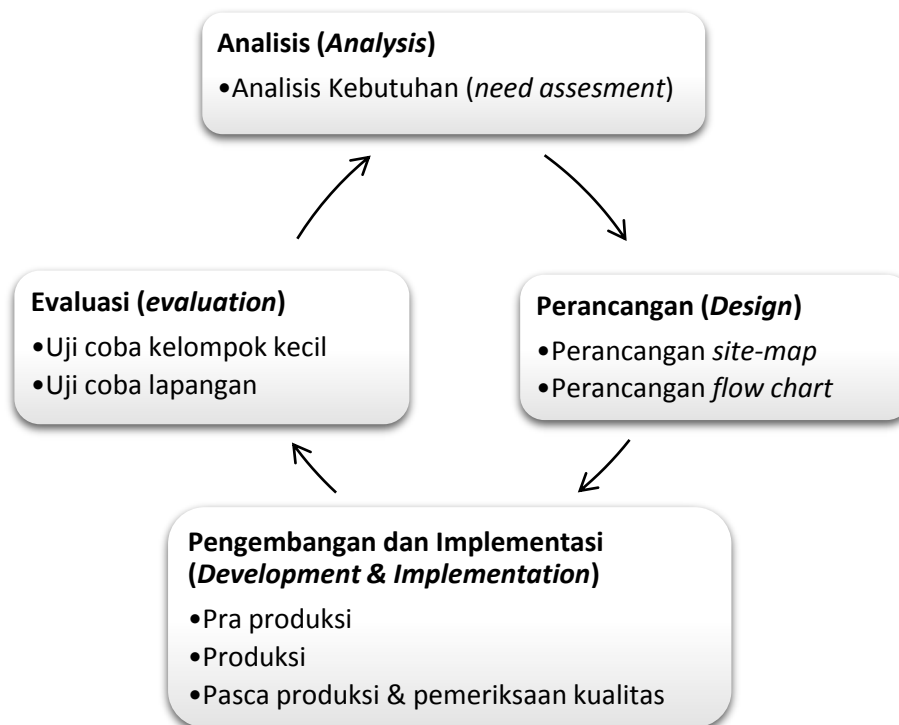 Analisis (Analysis)
•Analisis Kebutuhan (need assesment)
Evaluasi (evaluation)
•Uji coba kelompok kecil
•Uji coba lapangan
Perancangan (Design)
•Perancangan site-map
•Perancangan flow chart
Pengembangan dan Implementasi
(Development & Implementation)
•Pra produksi
•Produksi
•Pasca produksi & pemeriksaan kualitas